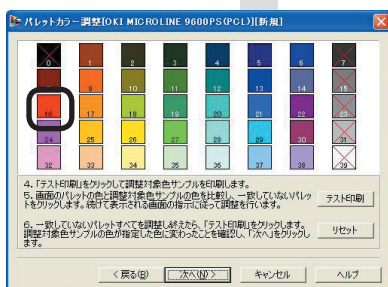 パレットカラー調整[OKI MICROLINE 9600PS(PCL)][新規]
0 1 2 3 4 5 6 7
9 10 11 12 13 14 15
16 17 18 19 20 21 22 23
24 25 26 27 28 29 30 31
32 33 34 35 36 37 38 39
4.「テスト印刷」をクリックして調整対象色サンプルを印刷します。
5.画面のパレットの色と調整対象色サンプルの色を比較し、一致していないパレッ
トをクリックします。続けて表示される画面の指示に従って調整を行います。
テスト印刷
6.一致していないパレットすべてを調整し終えたら、「テスト印刷」をクリックします。
調整対象色サンプルの色が指定した色に変わったことを確認し、「次へ」をクリックし
ます。
リセット
< 戻る(B)
次へ(N) >
キャンセル
ヘルプ